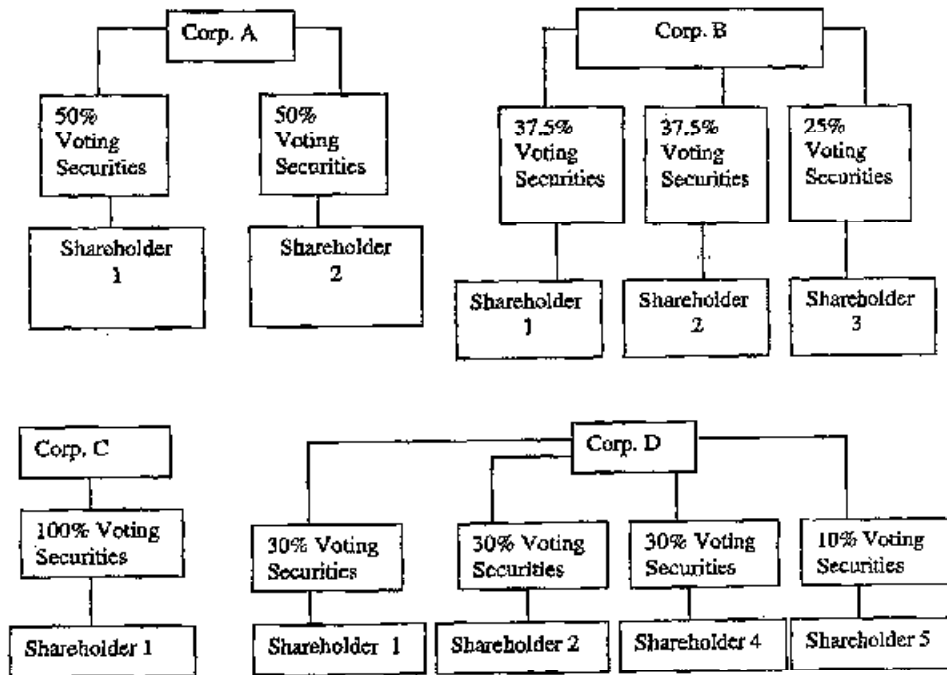 Corp. A
50%
Voting
Securities
50%
Voting
Securities
Shareholder
1
Shareholder
2
Corp. B
37.5%
Voting
Securities
37.5%
Voting
Securities
25%
Voting
Securities
Shareholder
1
Shareholder
2
Shareholder
3
Corp. C
100% Voting
Securities
Shareholder 1
Corp. D
30% Voting
Securities
30% Voting
Securities
30% Voting
Securities
10% Voting
Securities
Shareholder 1
Shareholder 2
Shareholder 4
Shareholder 5